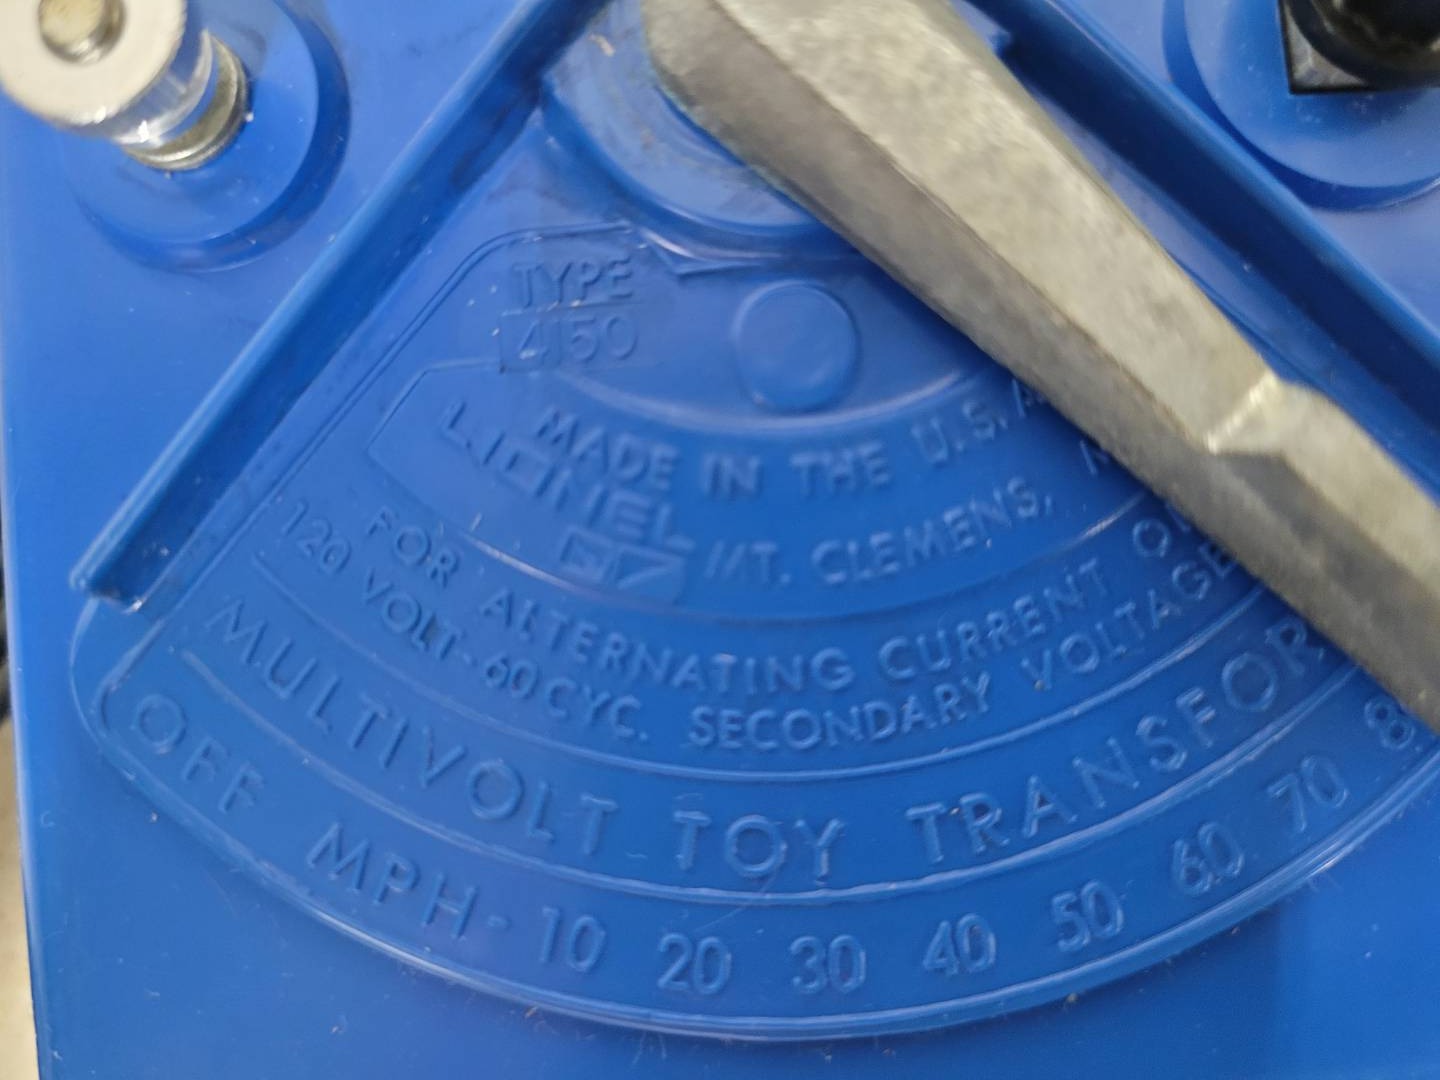 TYPE
4150
MADE IN THE U.S.A
LIONEL
MT. CLEMENS,
FOR ALTERNATING CURRENT
120 VOLT-60 CYC. SECONDARY VOLTAGE
MULTIVOLT TOY TRANSFOR
OFF MPH-10 20 30 40 50 60 70 8